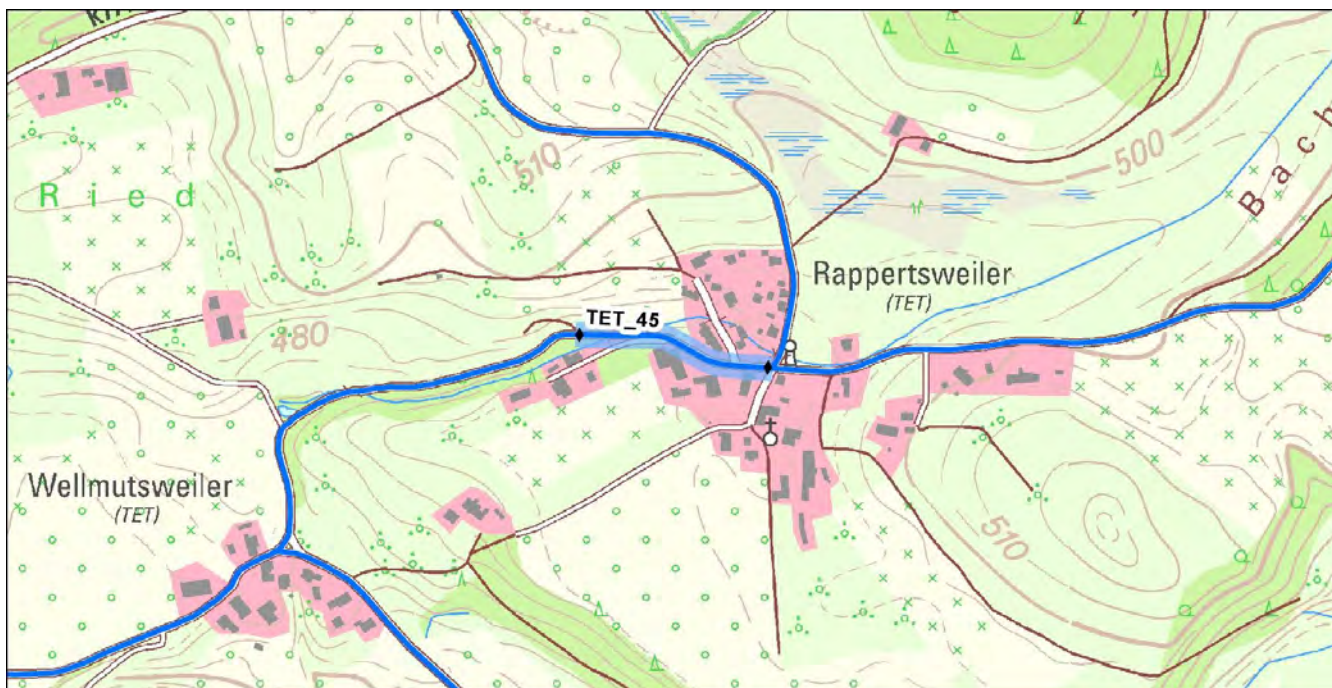 510
500
Bach
Ried
Rappertsweiler
(TET)
TET_45
480
Wellmutsweiler
(TET)
510